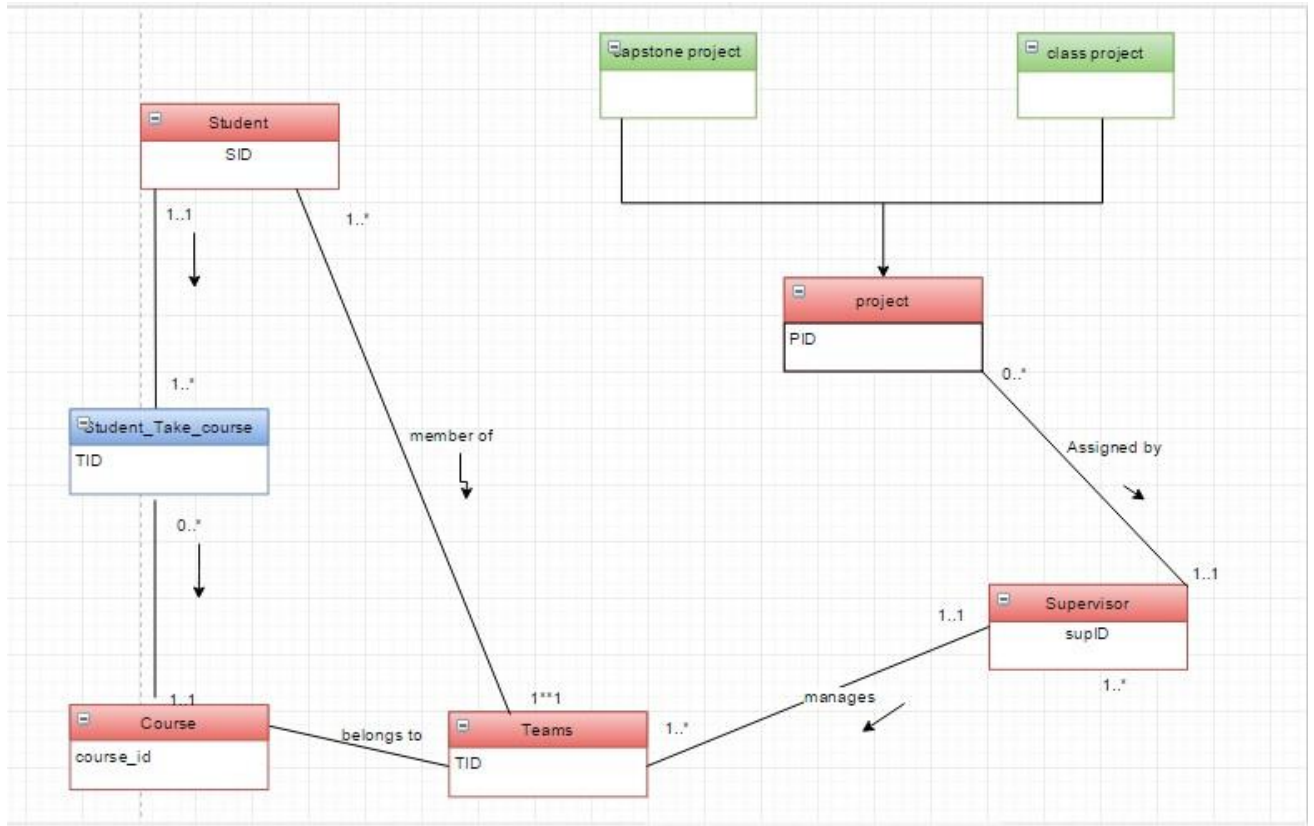 apstone project
class project
Student
SID
1..1
1..*
project
PID
0..*
1..*
Student_Take_course
TID
member of
Assigned by
0..*
1..1
Supervisor
supID
1..1
1..*
manages
1..1
1**1
Course
course_id
belongs to
Teams
TID
1..*